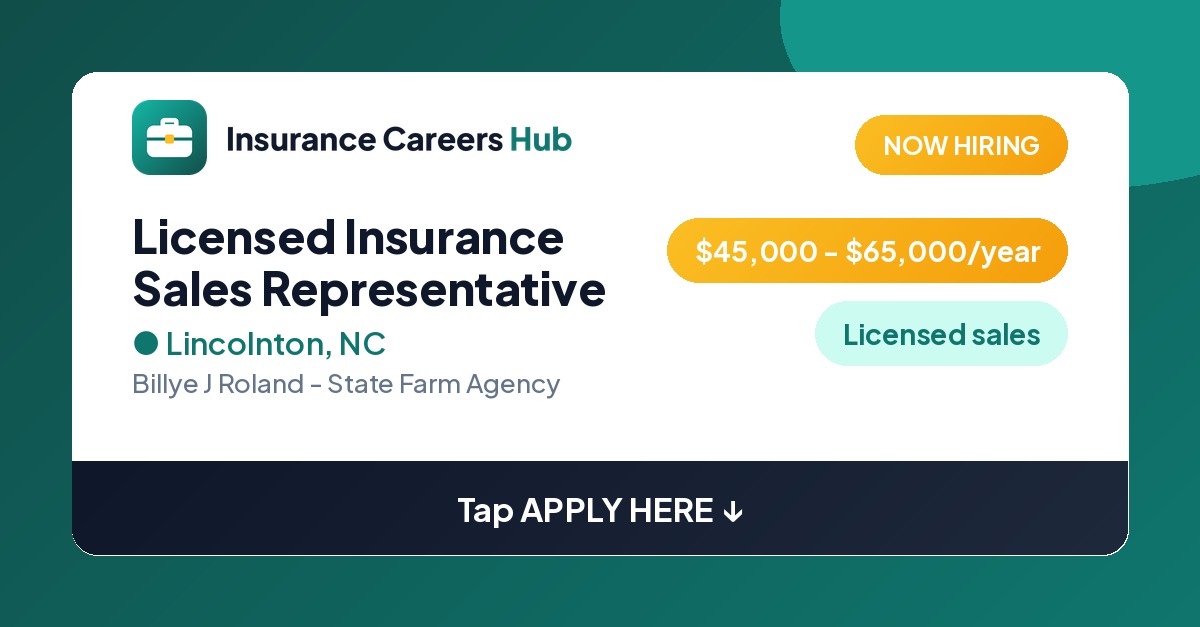 Insurance Careers Hub
NOW HIRING
Licensed Insurance
Sales Representative
$45,000 – $65,000/year
Licensed sales
Lincolnton, NC
Billye J Roland – State Farm Agency
Tap APPLY HERE ↓